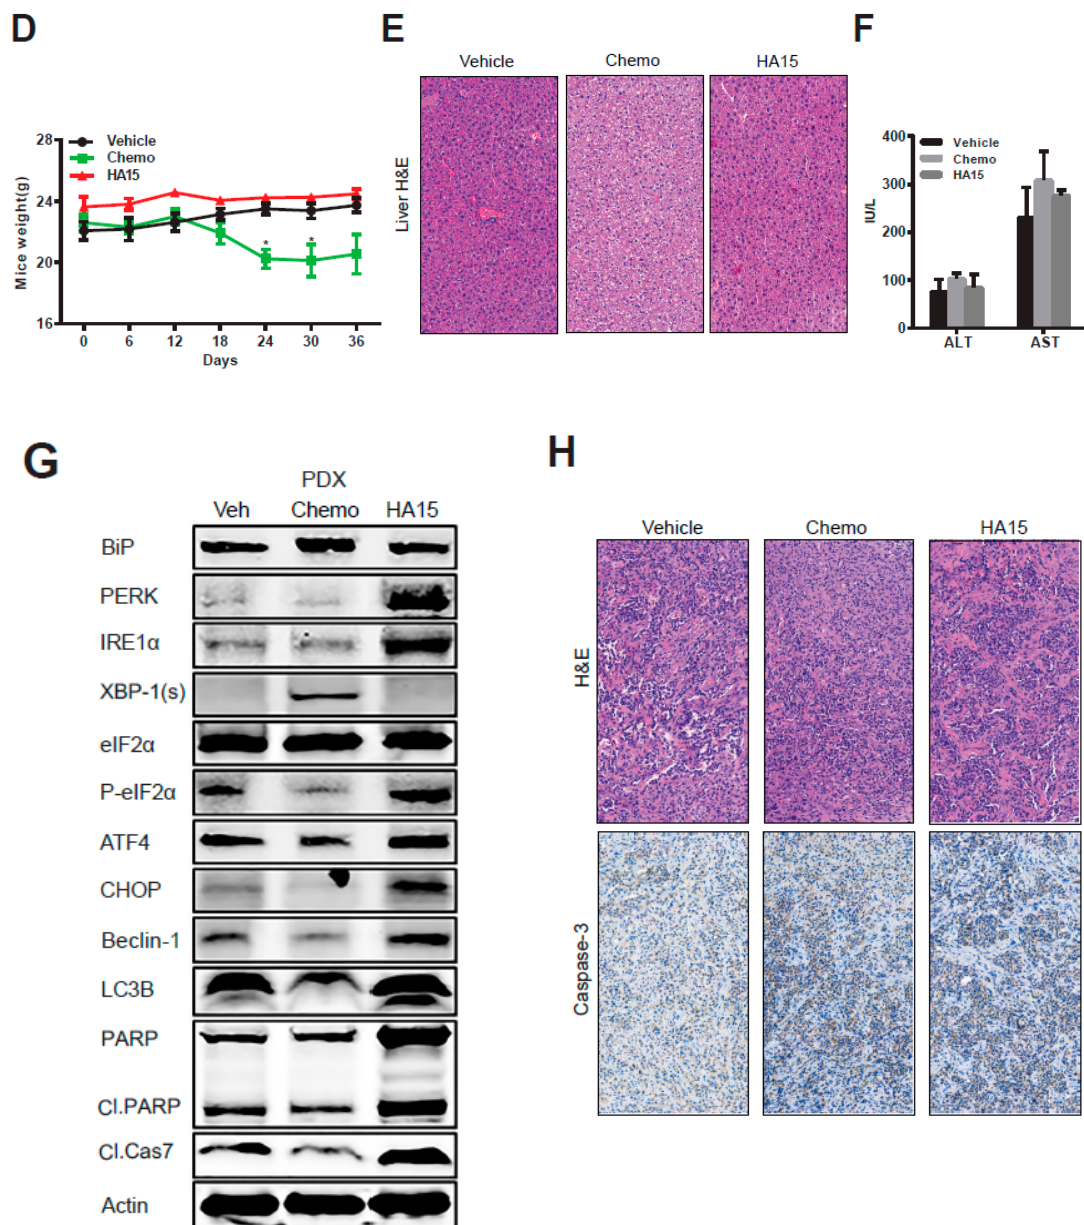 D
E
F
Vehicle
Chemo
HA15
Liver H&E
28
24
20
16
Mice weight(g)
Vehicle
Chemo
HA15
*
*
0 6 12 18 24 30 36
Days
400
300
200
100
0
IU/L
Vehicle
Chemo
HA15
ALT AST
G
PDX
Veh Chemo HA15
BiP
PERK
IRE1α
XBP-1(s)
eIF2α
P-eIF2α
ATF4
CHOP
Beclin-1
LC3B
PARP
Cl.PARP
Cl.Cas7
Actin
H
Vehicle Chemo HA15
H&E
Caspase-3